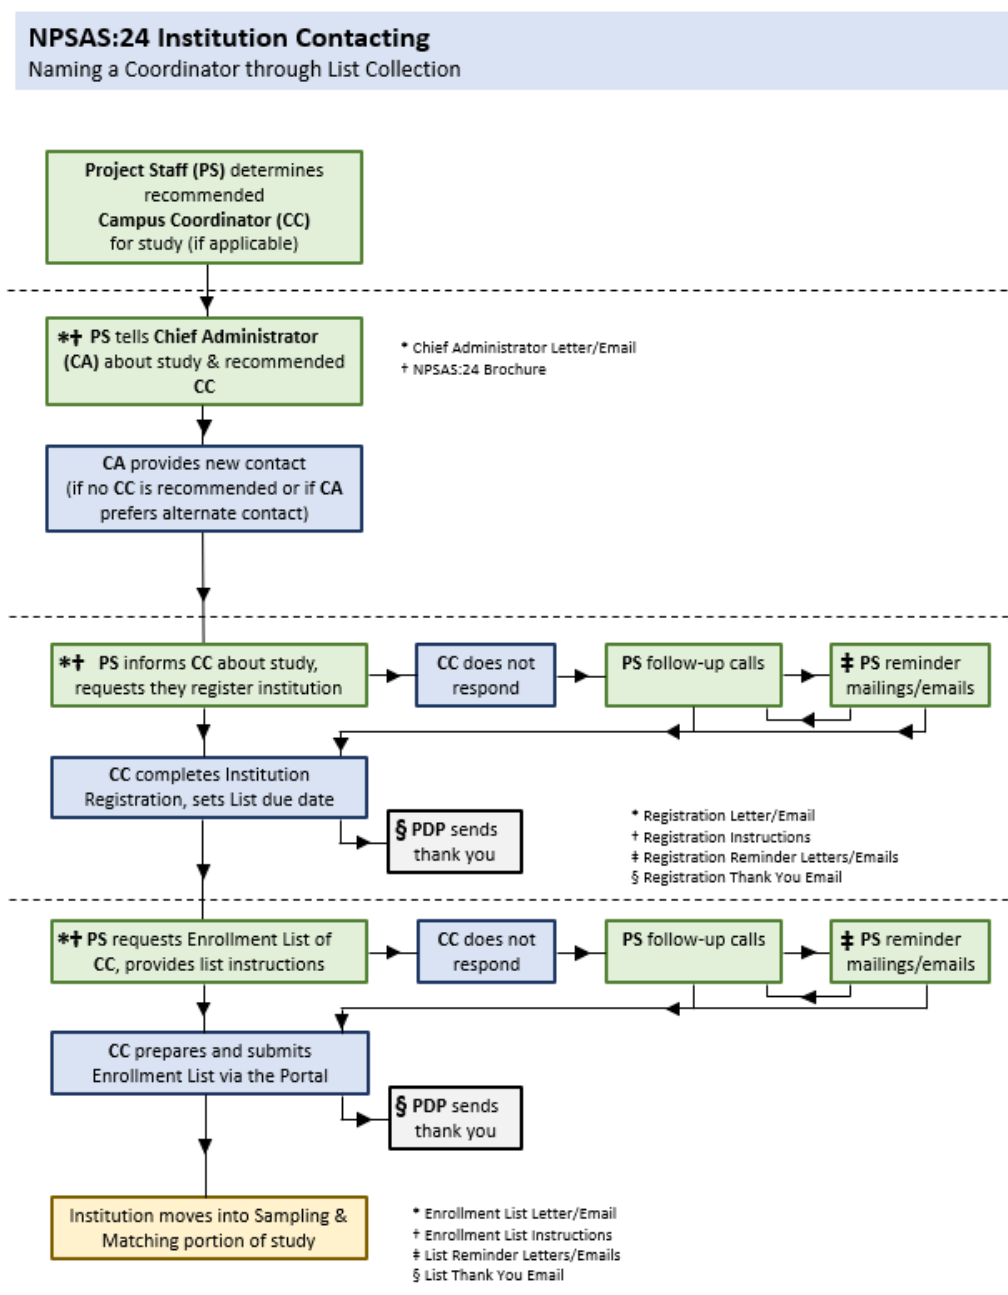 NPSAS:24 Institution Contacting
Naming a Coordinator through List Collection
Project Staff (PS) determines
recommended
Campus Coordinator (CC)
for study (if applicable)
*† PS tells Chief Administrator
(CA) about study & recommended
CC
* Chief Administrator Letter/Email
† NPSAS:24 Brochure
CA provides new contact
(if no CC is recommended or if CA
prefers alternate contact)
*† PS informs CC about study,
requests they register institution
CC does not
respond
PS follow-up calls
‡ PS reminder
mailings/emails
CC completes Institution
Registration, sets List due date
§ PDP sends
thank you
* Registration Letter/Email
† Registration Instructions
‡ Registration Reminder Letters/Emails
§ Registration Thank You Email
*† PS requests Enrollment List of
CC, provides list instructions
CC does not
respond
PS follow-up calls
‡ PS reminder
mailings/emails
CC prepares and submits
Enrollment List via the Portal
§ PDP sends
thank you
Institution moves into Sampling &
Matching portion of study
* Enrollment List Letter/Email
† Enrollment List Instructions
‡ List Reminder Letters/Emails
§ List Thank You Email